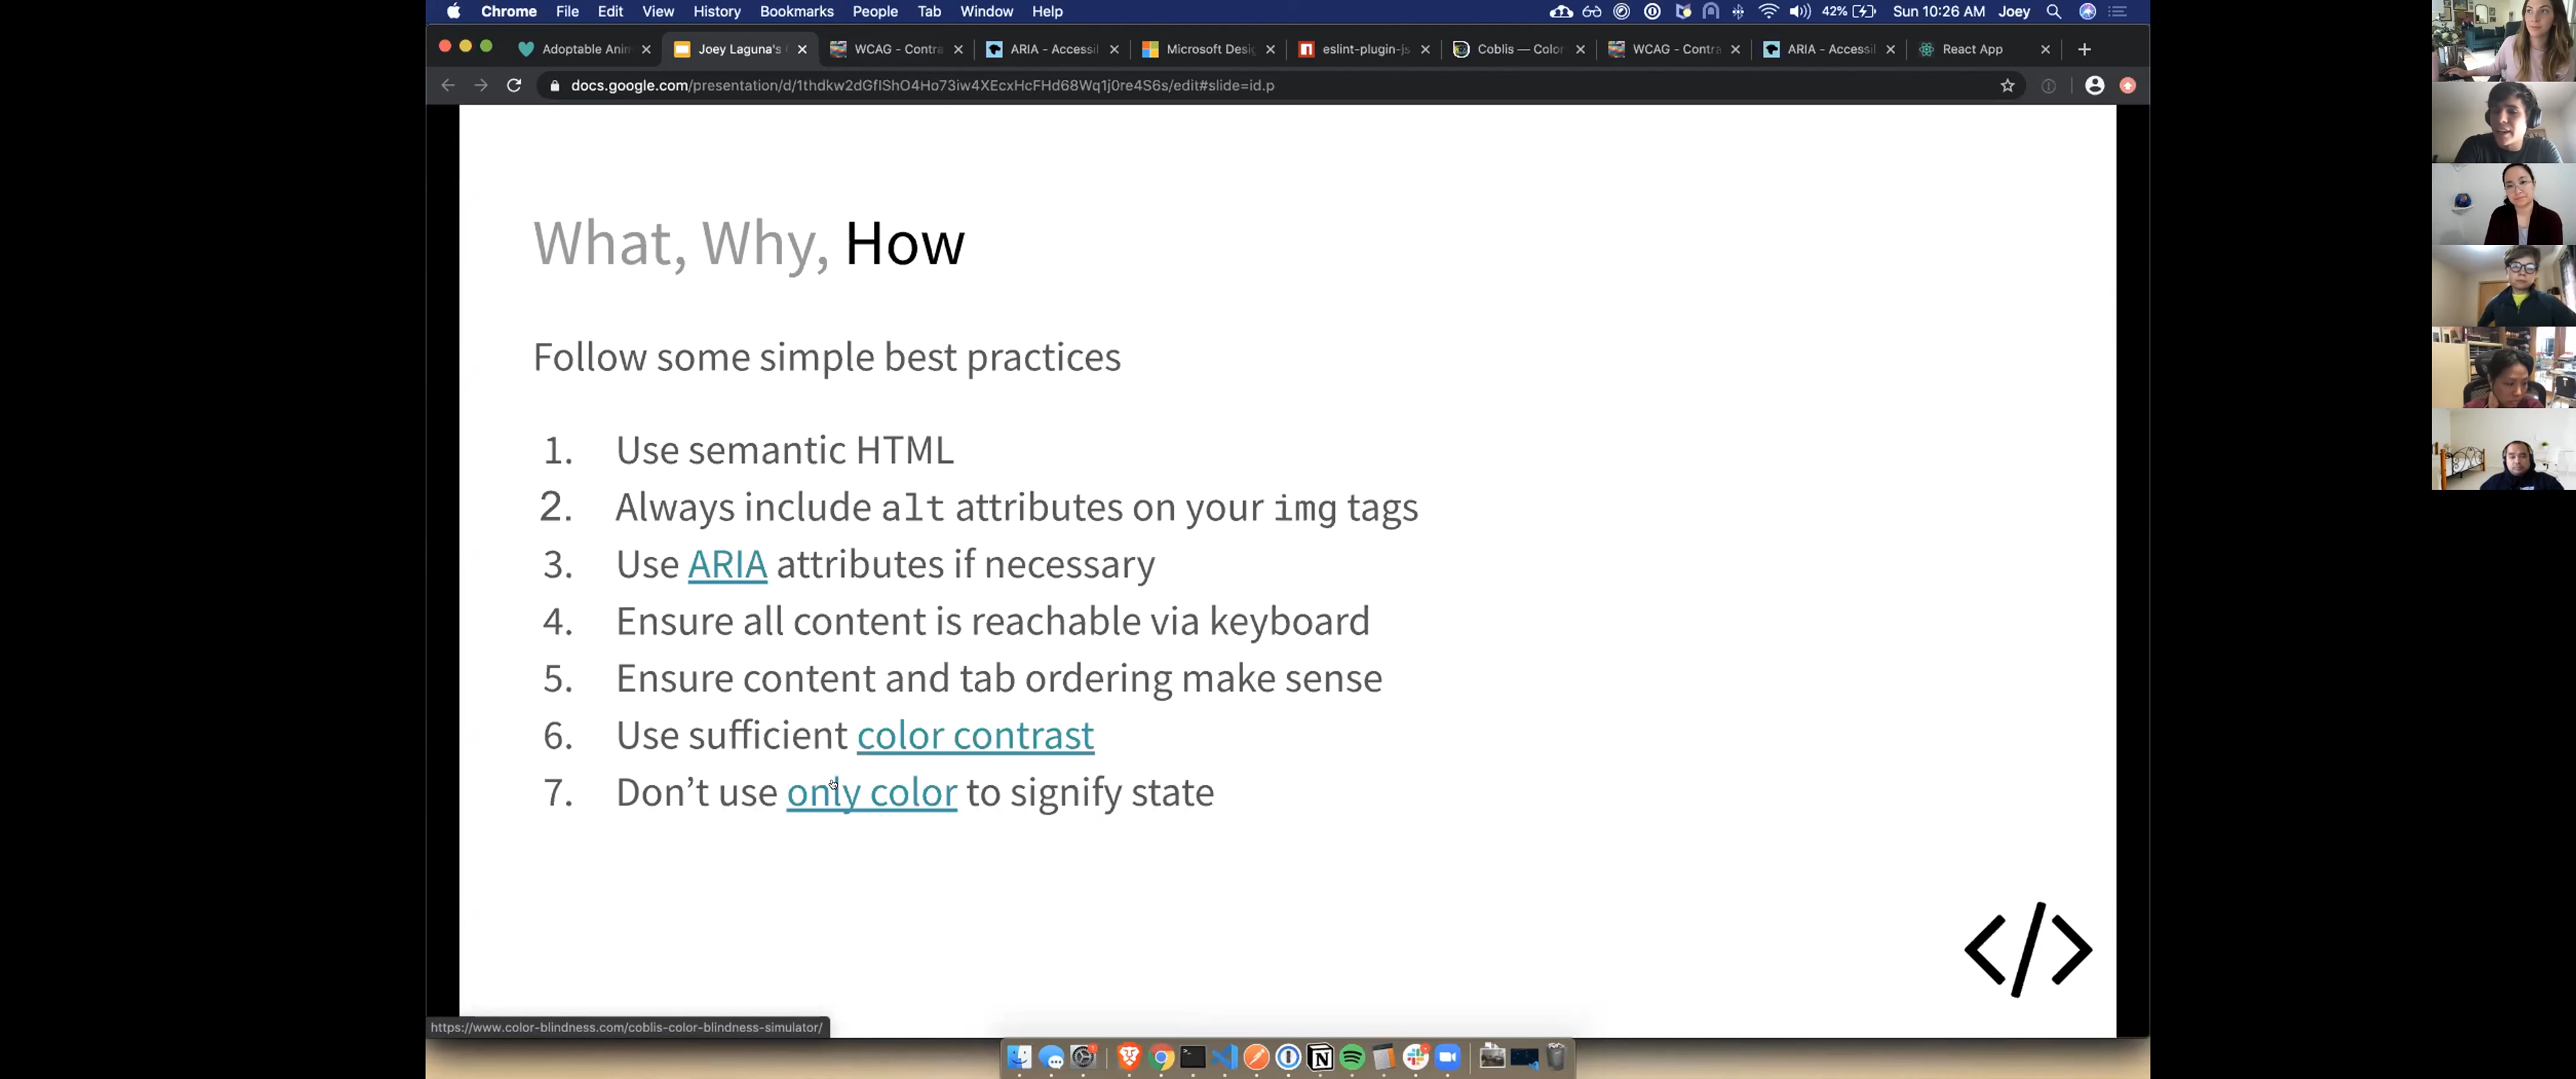 Chrome File Edit View History Bookmarks People Tab Window Help 42% Sun 10:26 AM Joey
Adoptable Anim Joey Laguna's WCAG - Contra ARIA - Accessil Microsoft Desig eslint-plugin-js Coblis — Color WCAG - Contra ARIA - Accessil React App
docs.google.com/presentation/d/1thdkw2dGfIShO4Ho73iw4XEcxHcFHd68Wq1j0re4S6s/edit#slide=id.p
What, Why, How
Follow some simple best practices
1. Use semantic HTML
2. Always include alt attributes on your img tags
3. Use ARIA attributes if necessary
4. Ensure all content is reachable via keyboard
5. Ensure content and tab ordering make sense
6. Use sufficient color contrast
7. Don’t use only color to signify state
</>
https://www.color-blindness.com/coblis-color-blindness-simulator/